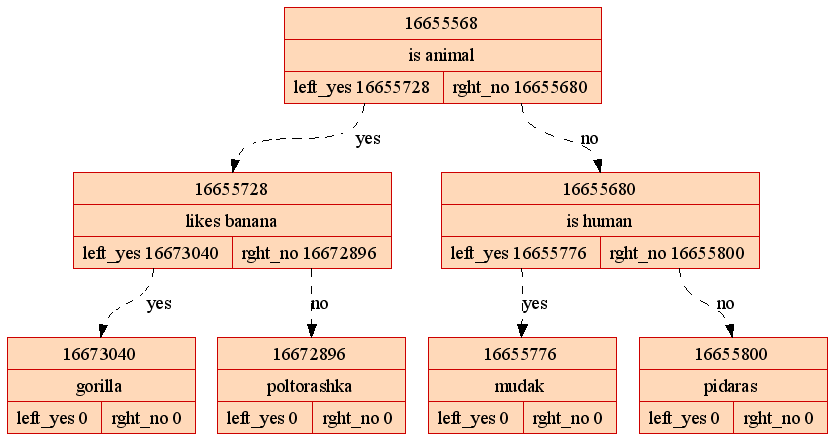 16655568
is animal
left_yes 16655728 rght_no 16655680
yes no
16655728 16655680
likes banana is human
left_yes 16673040 rght_no 16672896 left_yes 16655776 rght_no 16655800
yes no yes no
16673040 16672896 16655776 16655800
gorilla poltorashka mudak pidaras
left_yes 0 rght_no 0 left_yes 0 rght_no 0 left_yes 0 rght_no 0 left_yes 0 rght_no 0